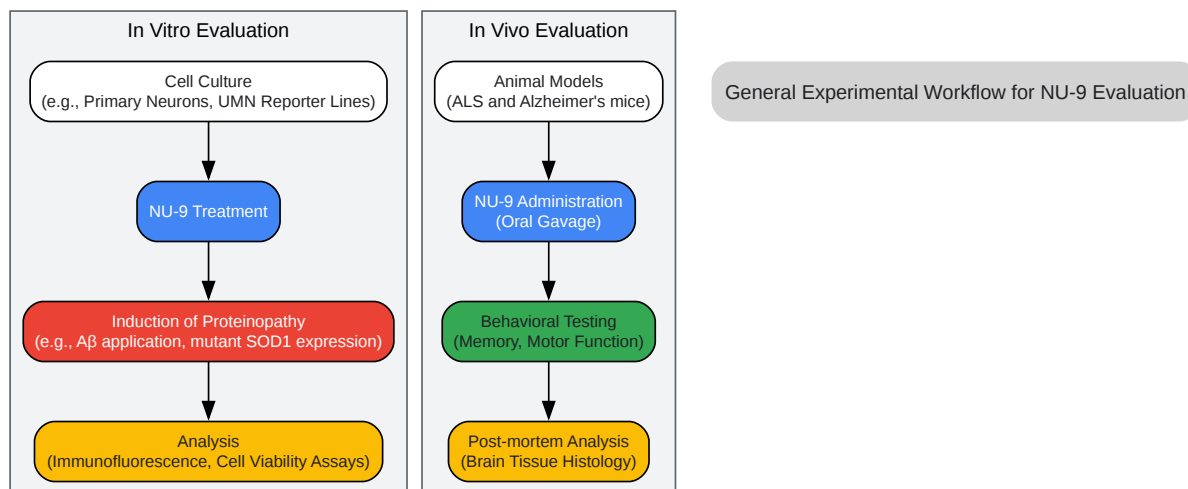 In Vitro Evaluation
Cell Culture
(e.g., Primary Neurons, UMN Reporter Lines)
NU-9 Treatment
Induction of Proteinopathy
(e.g., Aβ application, mutant SOD1 expression)
Analysis
(Immunofluorescence, Cell Viability Assays)
In Vivo Evaluation
Animal Models
(ALS and Alzheimer's mice)
NU-9 Administration
(Oral Gavage)
Behavioral Testing
(Memory, Motor Function)
Post-mortem Analysis
(Brain Tissue Histology)
General Experimental Workflow for NU-9 Evaluation